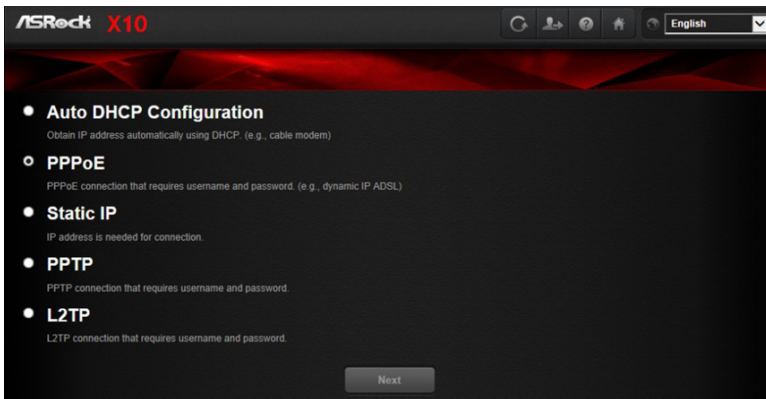 ASRock X10
English
Auto DHCP Configuration
Obtain IP address automatically using DHCP. (e.g., cable modem)
PPPoE
PPPoE connection that requires username and password. (e.g., dynamic IP ADSL)
Static IP
IP address is needed for connection.
PPTP
PPTP connection that requires username and password.
L2TP
L2TP connection that requires username and password.
Next